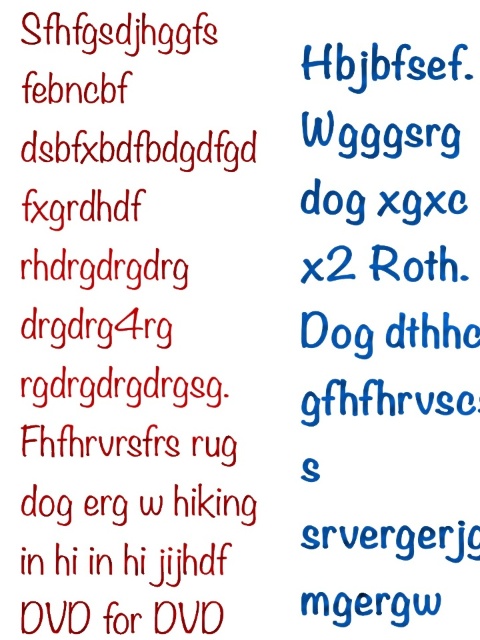 Sfhfgsdjhggfs
febncbf
dsbfxbdfbdgdfgd
fxgrdhdf
rhdrgdrgdrg
drgdrg4rg
rgdrgdrgdrgsg.
Fhfhrvrsfrs rug
dog erg w hiking
in hi in hi jijhdf
DVD for DVD
Hbjbfsef.
Wgggsrg
dog xgxc
x2 Roth.
Dog dthhc
gfhfhrvscs
s
srvergerjg
mgergw